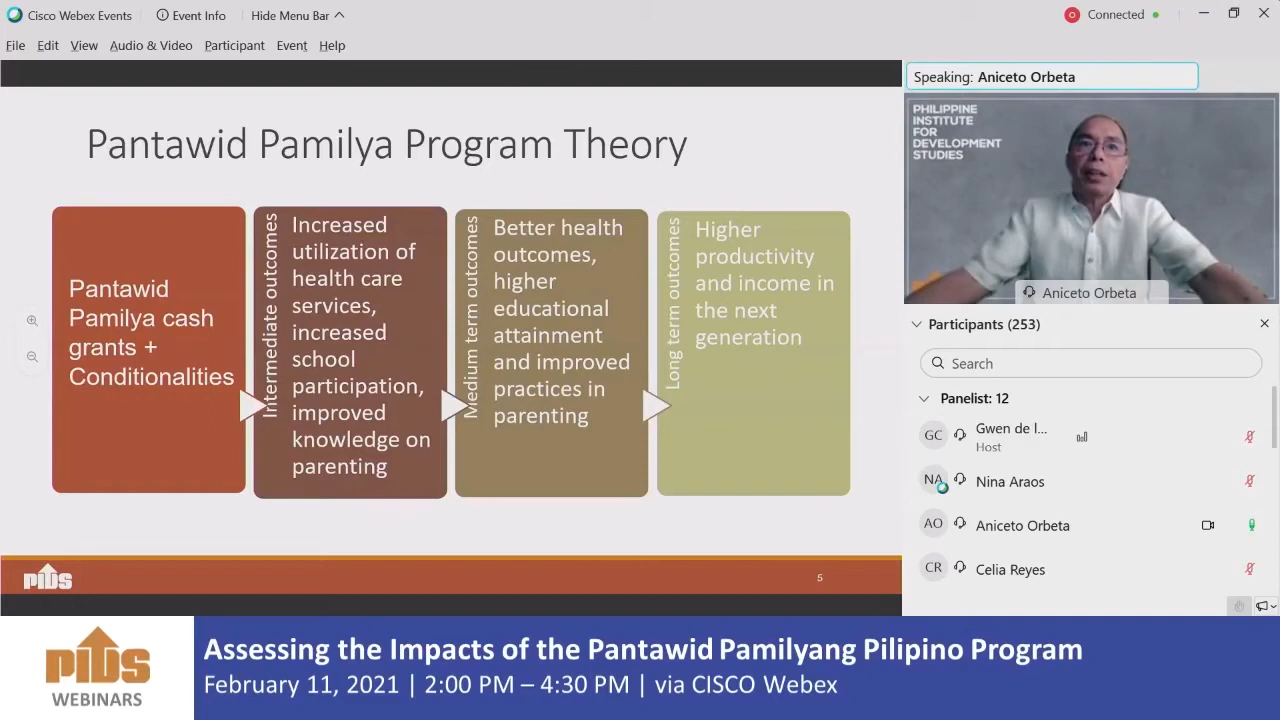 Cisco Webex Events
Event Info
Hide Menu Bar
Connected
File Edit View Audio & Video Participant Event Help
Speaking: Aniceto Orbeta
PHILIPPINE
INSTITUTE
FOR
DEVELOPMENT
STUDIES
Aniceto Orbeta
Pantawid Pamilya Program Theory
Pantawid
Pamilya cash
grants +
Conditionalities
Intermediate outcomes
Increased
utilization of
health care
services,
increased
school
participation,
improved
knowledge on
parenting
Medium term outcomes
Better health
outcomes,
higher
educational
attainment
and improved
practices in
parenting
Long term outcomes
Higher
productivity
and income in
the next
generation
PIDS
5
Participants (253)
Search
Panelist: 12
GC Gwen de l...
Host
NA Nina Araos
AO Aniceto Orbeta
CR Celia Reyes
PIDS
WEBINARS
Assessing the Impacts of the Pantawid Pamilyang Pilipino Program
February 11, 2021 | 2:00 PM – 4:30 PM | via CISCO Webex